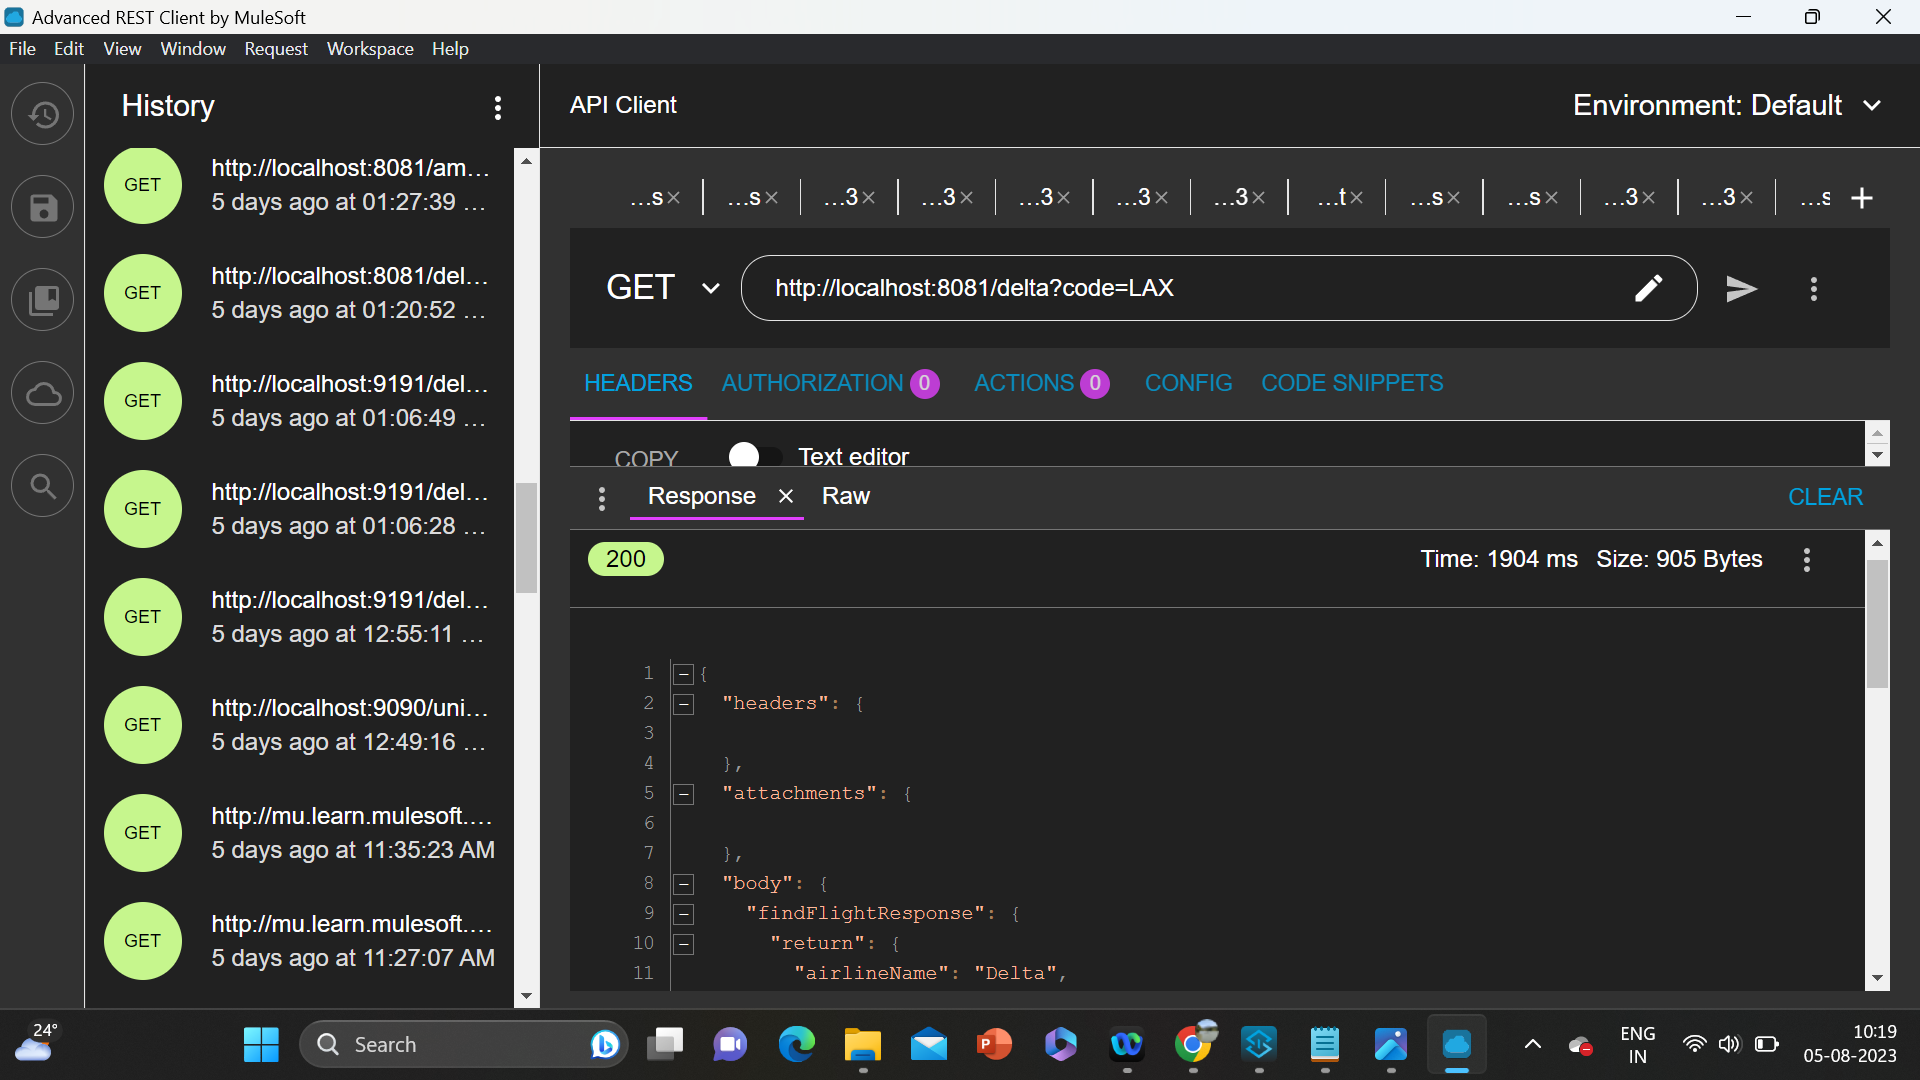 Advanced REST Client by MuleSoft
File Edit View Window Request Workspace Help
History
API Client
Environment: Default
GET
http://localhost:8081/am...
5 days ago at 01:27:39 ...
GET
http://localhost:8081/del...
5 days ago at 01:20:52 ...
GET
http://localhost:9191/del...
5 days ago at 01:06:49 ...
GET
http://localhost:9191/del...
5 days ago at 01:06:28 ...
GET
http://localhost:9191/del...
5 days ago at 12:55:11 ...
GET
http://localhost:9090/uni...
5 days ago at 12:49:16 ...
GET
http://mu.learn.mulesoft....
5 days ago at 11:35:23 AM
GET
http://mu.learn.mulesoft....
5 days ago at 11:27:07 AM
...s× ...s× ...3× ...3× ...3× ...3× ...3× ...t× ...s× ...s× ...3× ...3× ...s +
GET http://localhost:8081/delta?code=LAX
HEADERS AUTHORIZATION 0 ACTIONS 0 CONFIG CODE SNIPPETS
COPY Text editor
Response × Raw CLEAR
200 Time: 1904 ms Size: 905 Bytes
1 {
2 "headers": {
3
4 },
5 "attachments": {
6
7 },
8 "body": {
9 "findFlightResponse": {
10 "return": {
11 "airlineName": "Delta",
24°
Search
P
ENG
IN
10:19
05-08-2023